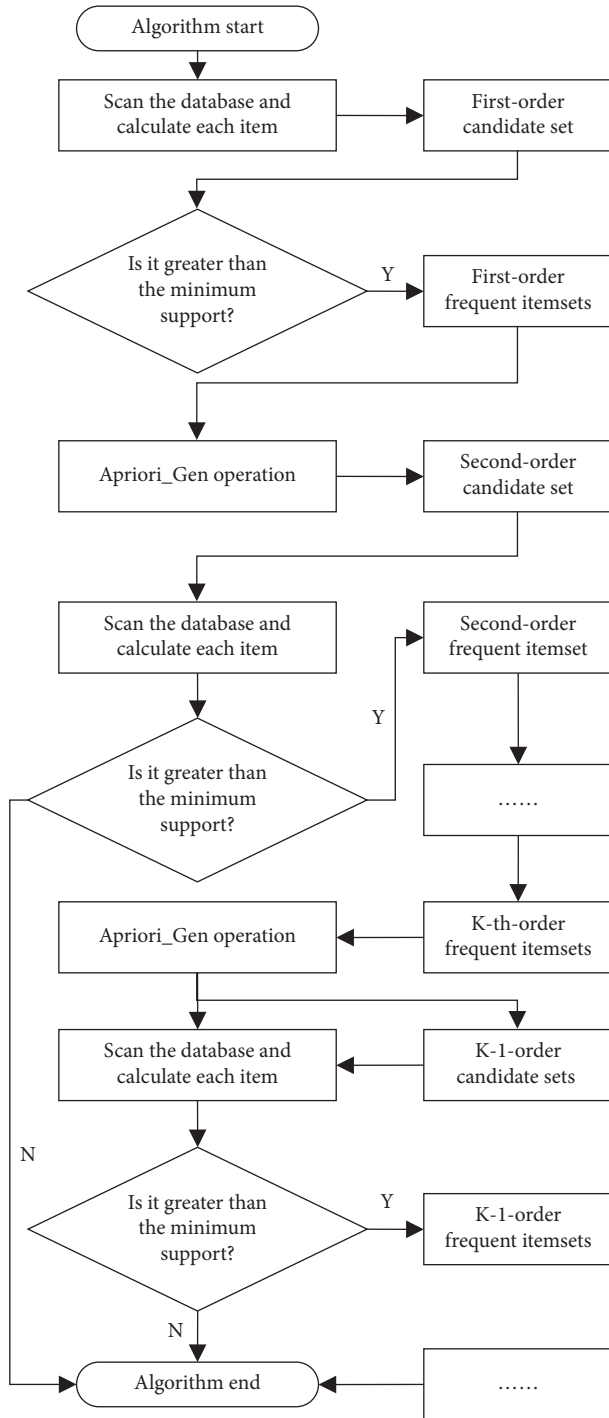 Algorithm start
Scan the database and
calculate each item
First-order
candidate set
Is it greater than
the minimum
support?
Y
First-order
frequent itemsets
Apriori_Gen operation
Second-order
candidate set
Scan the database and
calculate each item
Second-order
frequent itemset
Y
Is it greater than
the minimum
support?
......
Apriori_Gen operation
K-th-order
frequent itemsets
Scan the database and
calculate each item
K-1-order
candidate sets
N
Is it greater than
the minimum
support?
Y
K-1-order
frequent itemsets
N
Algorithm end
......